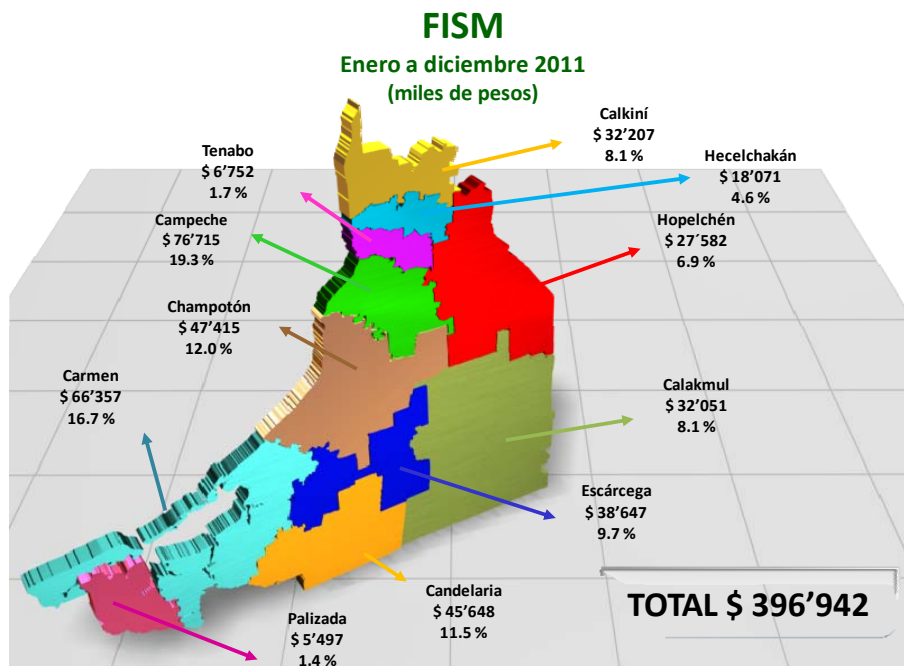 FISM
Enero a diciembre 2011
(miles de pesos)
Calkiní
$ 32’207
8.1 %
Tenabo
$ 6’752
1.7 %
Hecelchakán
$ 18’071
4.6 %
Campeche
$ 76’715
19.3 %
Hopelchén
$ 27´582
6.9 %
Champotón
$ 47’415
12.0 %
Carmen
$ 66’357
16.7 %
Calakmul
$ 32’051
8.1 %
Escárcega
$ 38’647
9.7 %
Candelaria
$ 45’648
11.5 %
Palizada
$ 5’497
1.4 %
TOTAL $ 396’942